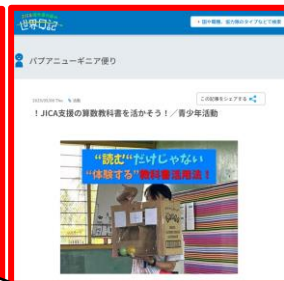 世界日記
パプアニューギニア便り
この記事をシェアする
！JICA支援の算数教科書を活かそう！／青少年活動
“読む”だけじゃない
“体験する”教科書活用法！